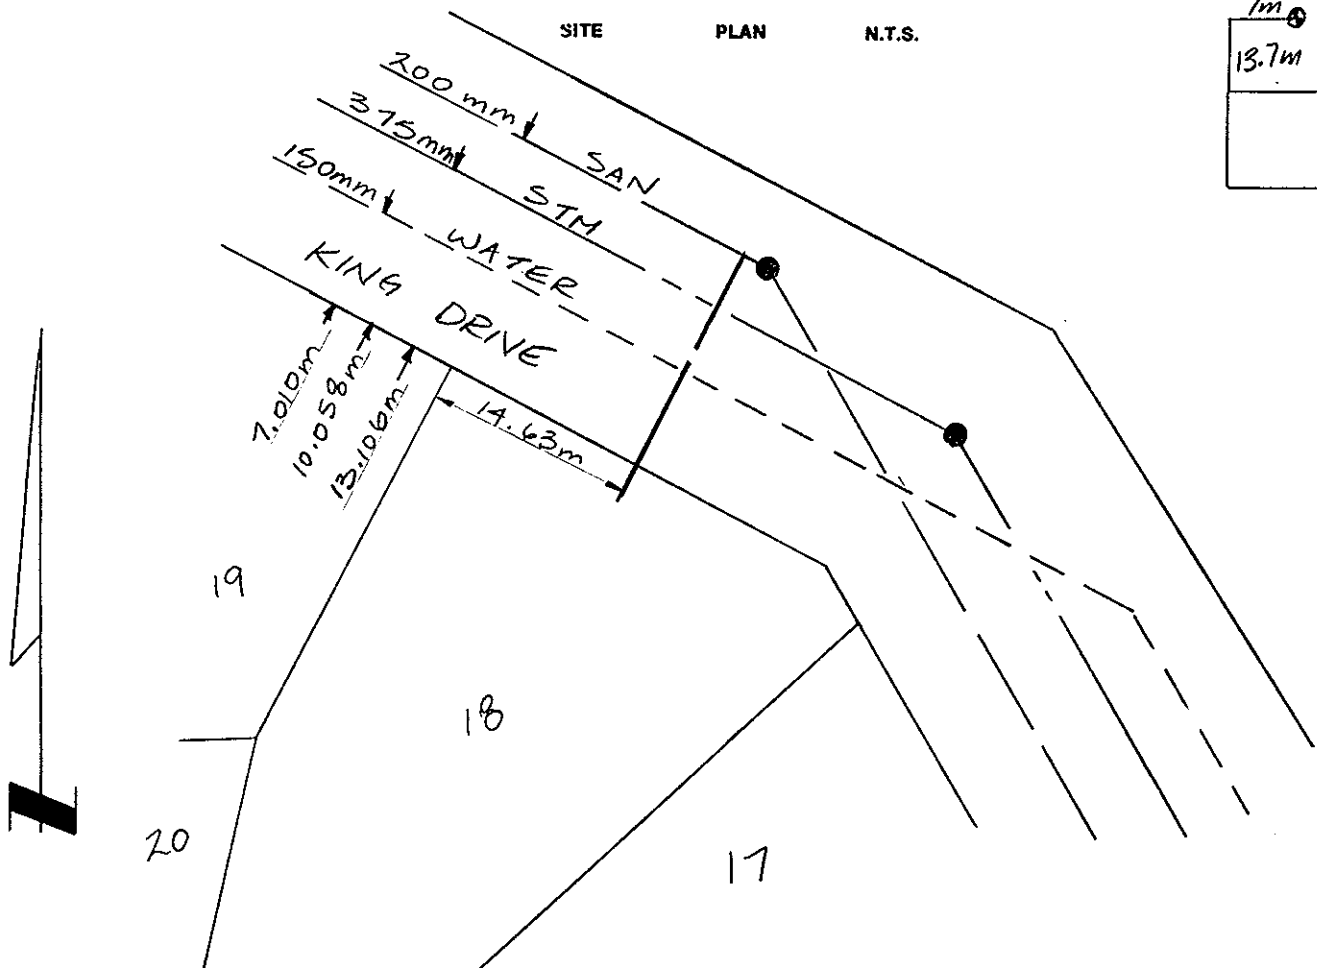 SITE PLAN N.T.S.
1m
13.7m
200 mm
375mm
150mm
SAN
STM
WATER
KING DRIVE
7.010m
10.058m
13.106m
14.63m
19
18
20
17